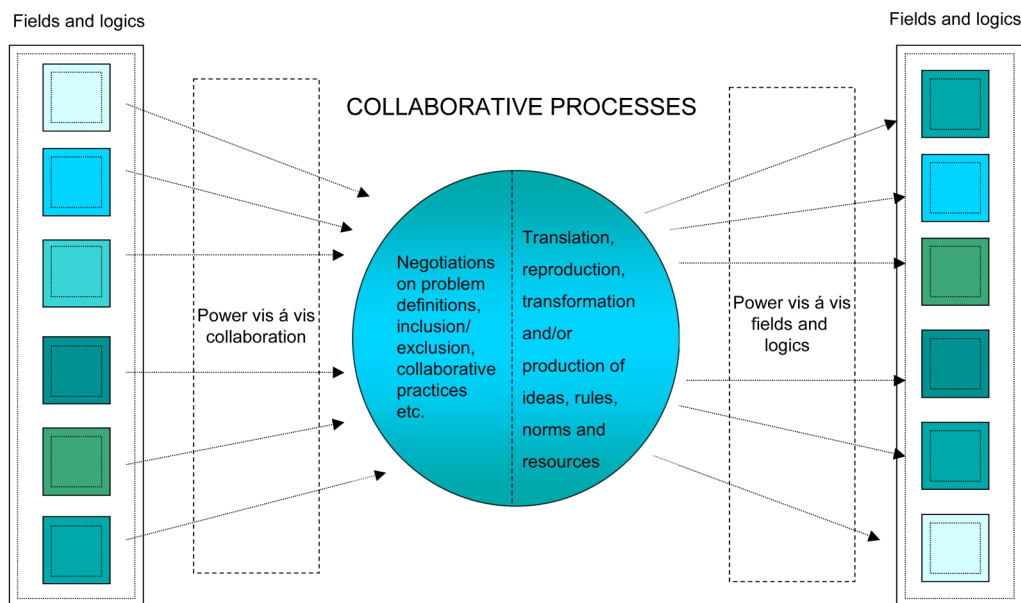 Fields and logics
Fields and logics
COLLABORATIVE PROCESSES
Power vis á vis
collaboration
Negotiations
on problem
definitions,
inclusion/
exclusion,
collaborative
practices
etc.
Translation,
reproduction,
transformation
and/or
production of
ideas, rules,
norms and
resources
Power vis á vis
fields and
logics